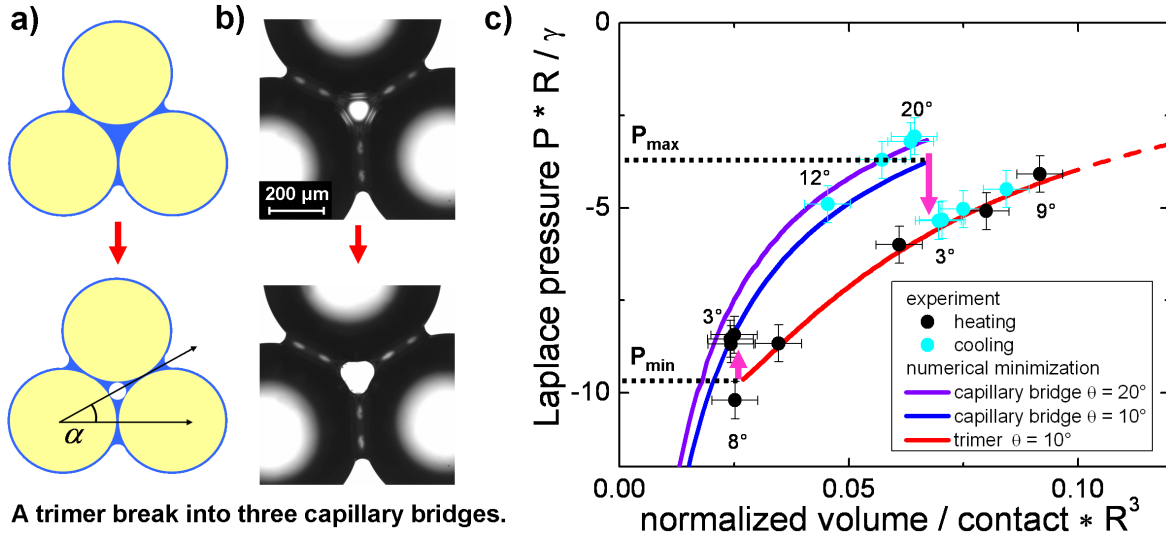 a)
α
A trimer break into three capillary bridges.
b)
200 μm
c)
Laplace pressure P * R / γ
0
-5
-10
P max
P min
20°
12°
3°
9°
3°
8°
experiment
heating
cooling
numerical minimization
capillary bridge θ = 20°
capillary bridge θ = 10°
trimer θ = 10°
0.00
0.05
0.10
normalized volume / contact * R³